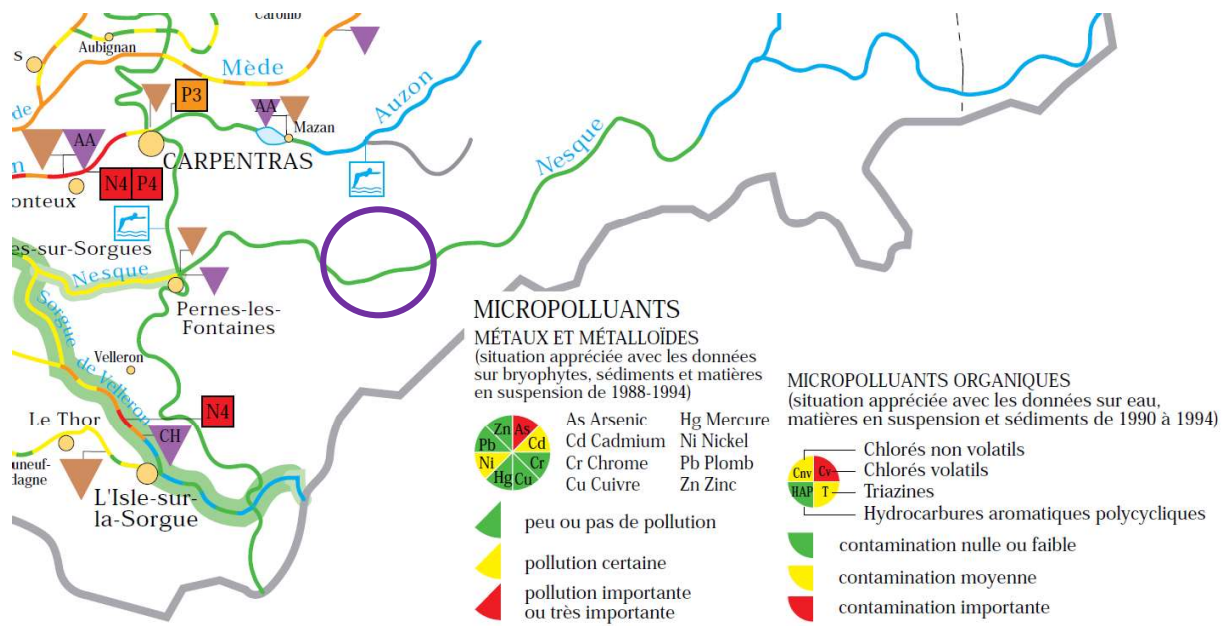 Caromb
Aubignan
s
Mède
de
P3
AA
Mazan
Auzon
AA
CARPENTRAS
n
N4 P4
onteux
Nesque
es-sur-Sorgues
Nesque
Pernes-les-
Fontaines
Sorgue
de Velleron
Velleron
N4
Le Thor
CH
uneuf-
dagne
L'Isle-sur-
la-Sorgue
MICROPOLLUANTS
MÉTAUX ET MÉTALLOÏDES
(situation appréciée avec les données
sur bryophytes, sédiments et matières
en suspension de 1988-1994)
Zn As
Pb Cd
Ni Cr
Hg Cu
As Arsenic Hg Mercure
Cd Cadmium Ni Nickel
Cr Chrome Pb Plomb
Cu Cuivre Zn Zinc
peu ou pas de pollution
pollution certaine
pollution importante
ou très importante
MICROPOLLUANTS ORGANIQUES
(situation appréciée avec les données sur eau,
matières en suspension et sédiments de 1990 à 1994)
Cnv Cv
HAP T
Chlorés non volatils
Chlorés volatils
Triazines
Hydrocarbures aromatiques polycycliques
contamination nulle ou faible
contamination moyenne
contamination importante